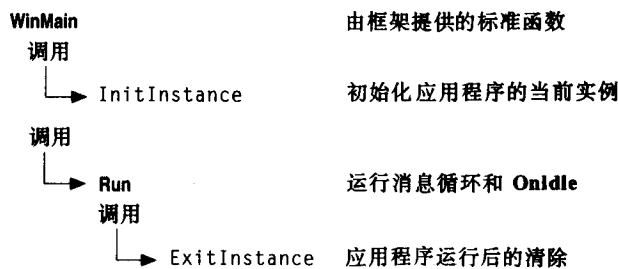 WinMain 由框架提供的标准函数
调用
InitInstance 初始化应用程序的当前实例
调用
Run 运行消息循环和 OnIdle
调用
ExitInstance 应用程序运行后的清除